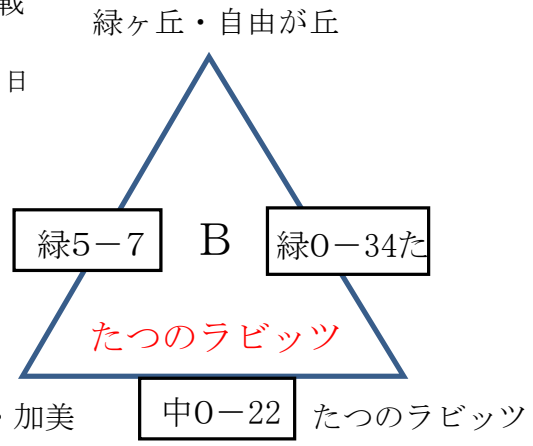 戦
緑ヶ丘・自由が丘
日
緑5－7
B
緑0－34た
たつのラビッツ
・加美
中0－22
たつのラビッツ